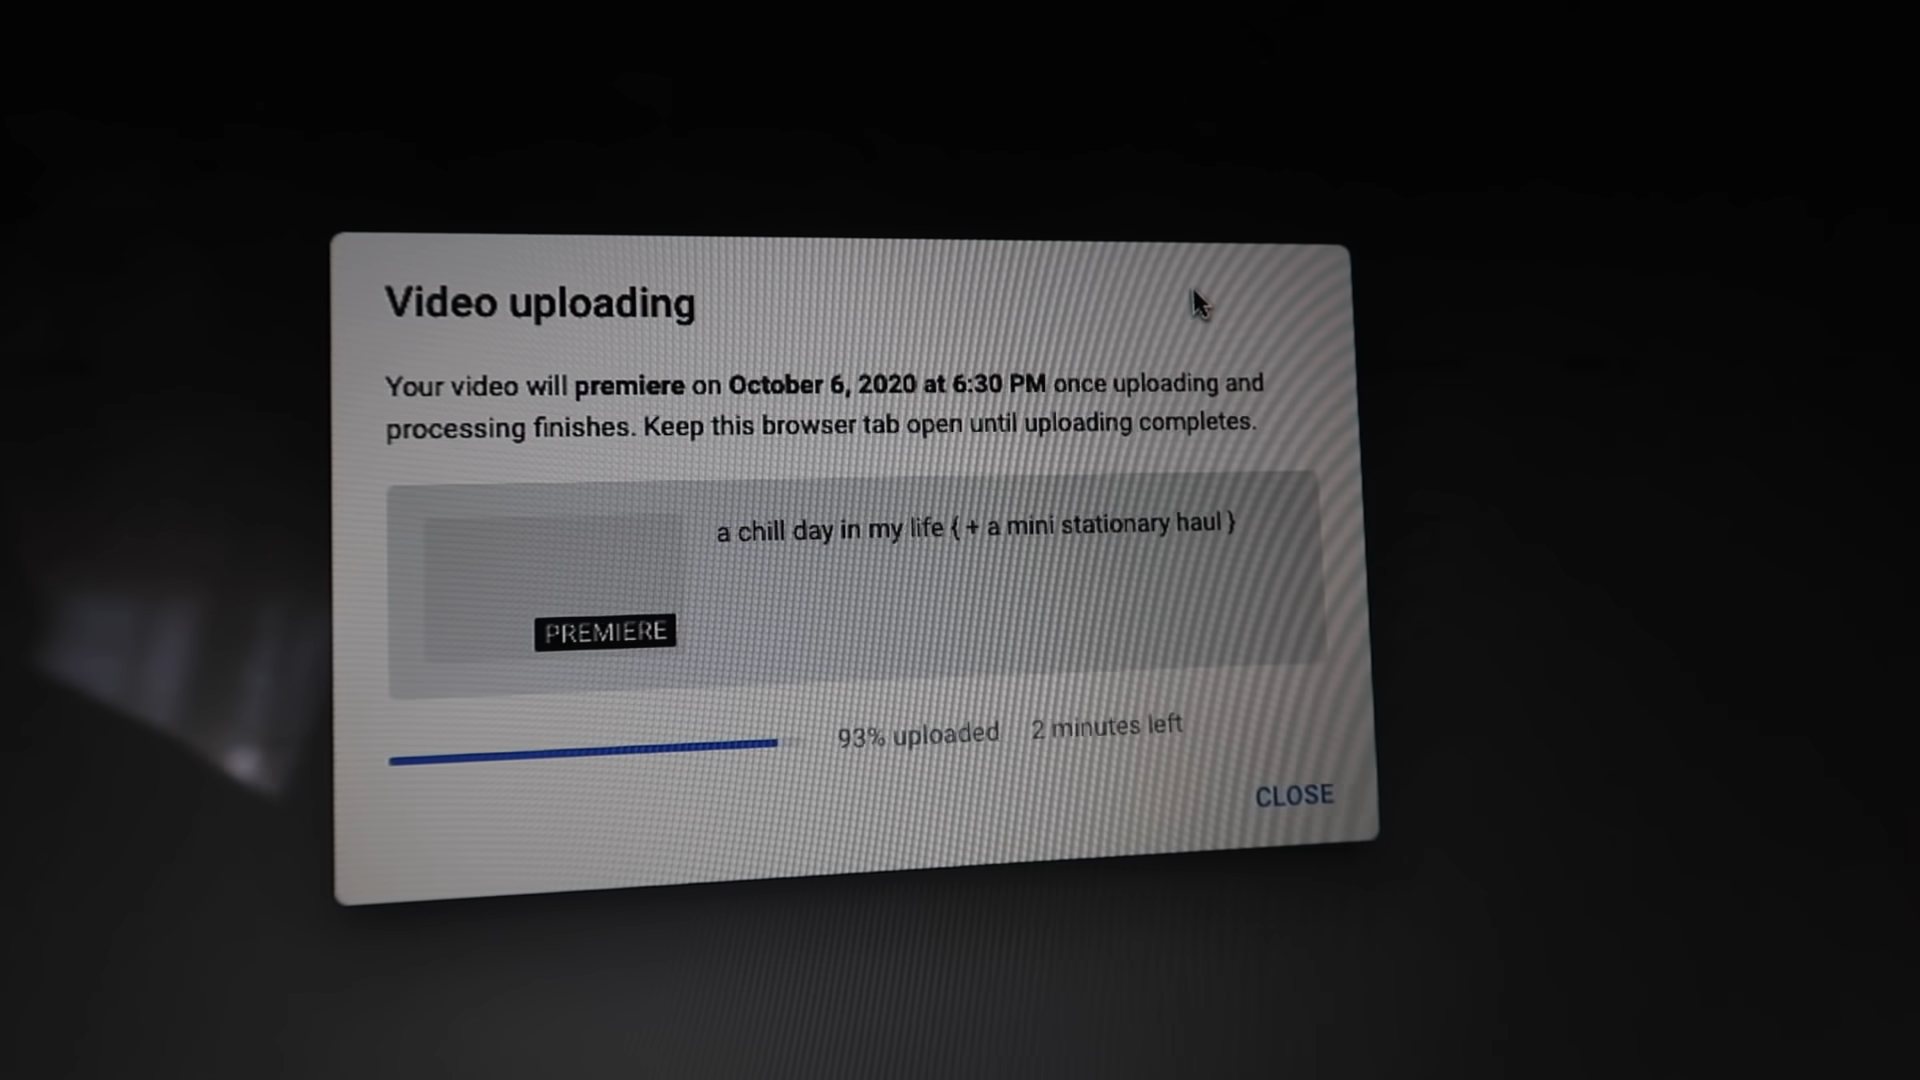 Video uploading
Your video will premiere on October 6, 2020 at 6:30 PM once uploading and
processing finishes. Keep this browser tab open until uploading completes.
a chill day in my life { + a mini stationary haul }
PREMIERE
93% uploaded 2 minutes left
CLOSE